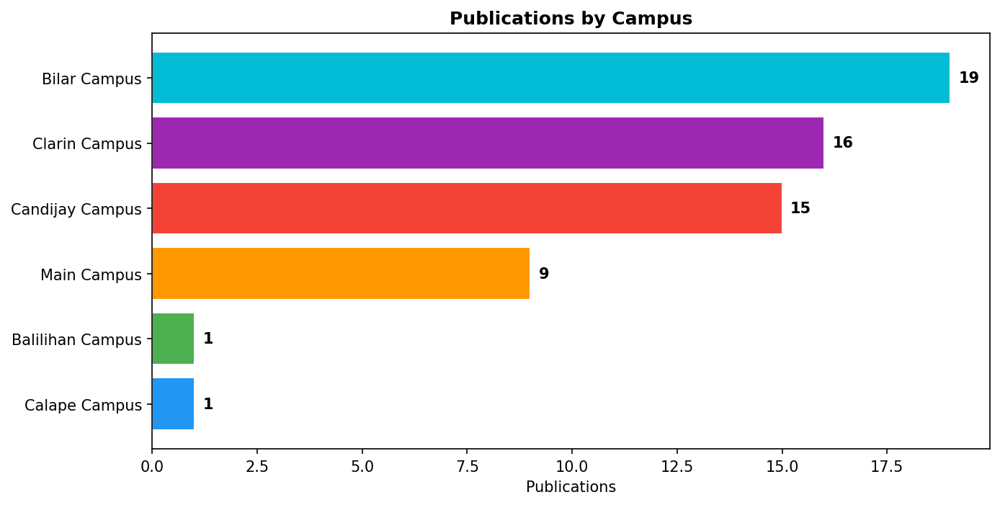 Publications by Campus
Bilar Campus 19
Clarin Campus 16
Candijay Campus 15
Main Campus 9
Balilihan Campus 1
Calape Campus 1
0.0 2.5 5.0 7.5 10.0 12.5 15.0 17.5
Publications